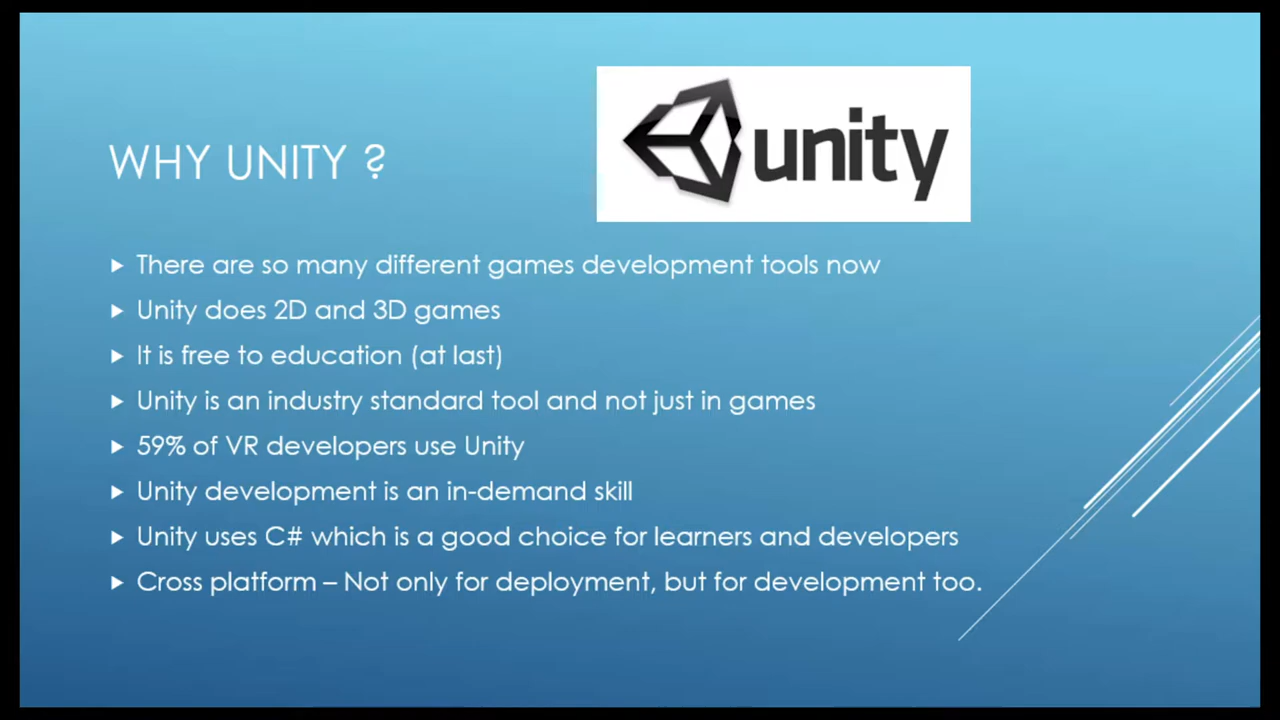 unity
WHY UNITY ?
There are so many different games development tools now
Unity does 2D and 3D games
It is free to education (at last)
Unity is an industry standard tool and not just in games
59% of VR developers use Unity
Unity development is an in-demand skill
Unity uses C# which is a good choice for learners and developers
Cross platform – Not only for deployment, but for development too.